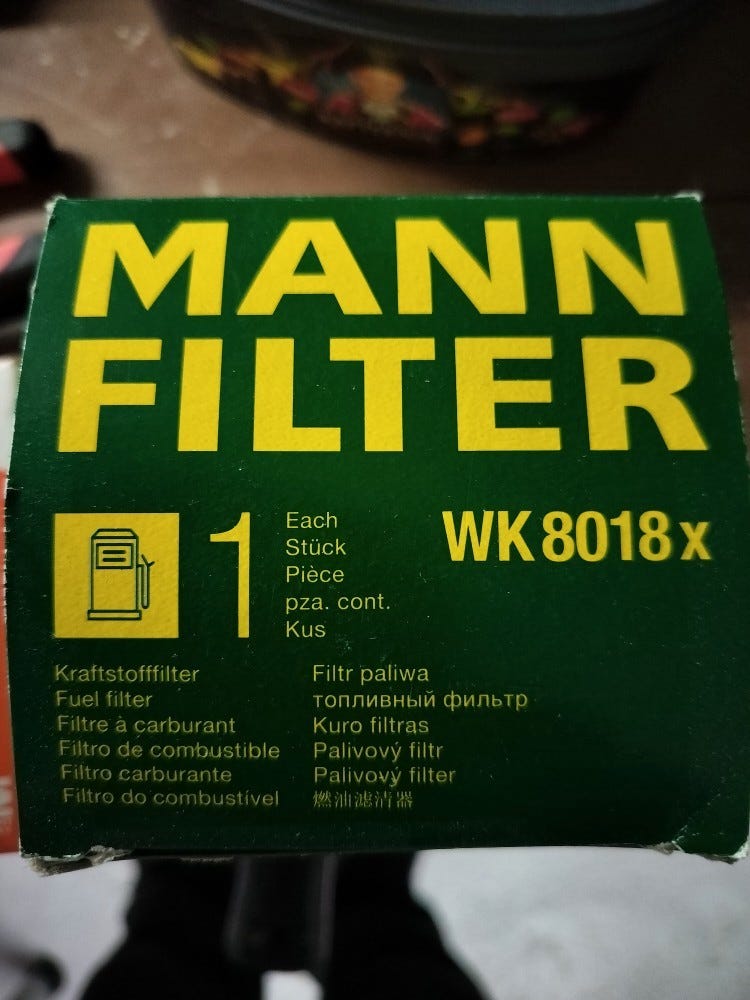 MANN
FILTER
1
Each
Stück
Pièce
pza. cont.
Kus
WK 8018 x
Kraftstofffilter
Fuel filter
Filtre à carburant
Filtro de combustible
Filtro carburante
Filtro do combustível
Filtr paliwa
топливный фильтр
Kuro filtras
Palivový filtr
Palivový filter
燃油滤清器